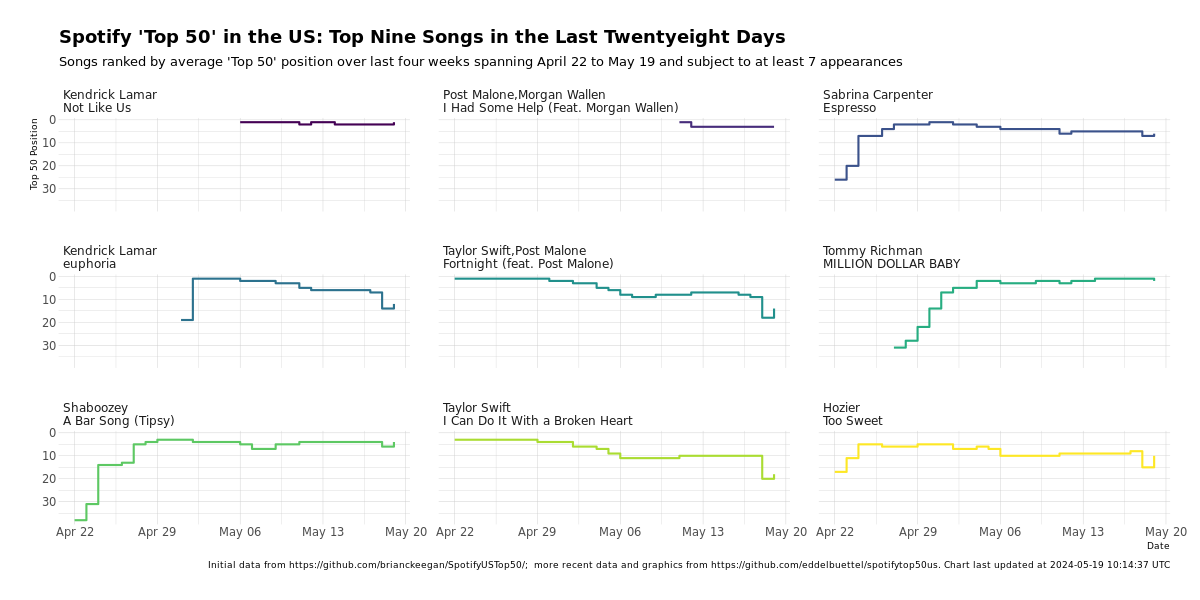 Spotify 'Top 50' in the US: Top Nine Songs in the Last Twentyeight Days
Songs ranked by average 'Top 50' position over last four weeks spanning April 22 to May 19 and subject to at least 7 appearances
Kendrick Lamar
Not Like Us
Post Malone,Morgan Wallen
I Had Some Help (Feat. Morgan Wallen)
Sabrina Carpenter
Espresso
Top 50 Position
0
10
20
30
Kendrick Lamar
euphoria
Taylor Swift,Post Malone
Fortnight (feat. Post Malone)
Tommy Richman
MILLION DOLLAR BABY
0
10
20
30
Shaboozey
A Bar Song (Tipsy)
Taylor Swift
I Can Do It With a Broken Heart
Hozier
Too Sweet
0
10
20
30
Apr 22 Apr 29 May 06 May 13 May 20 Apr 22 Apr 29 May 06 May 13 May 20 Apr 22 Apr 29 May 06 May 13 May 20
Date
Initial data from https://github.com/brianckeegan/SpotifyUSTop50/; more recent data and graphics from https://github.com/eddelbuettel/spotifytop50us. Chart last updated at 2024-05-19 10:14:37 UTC